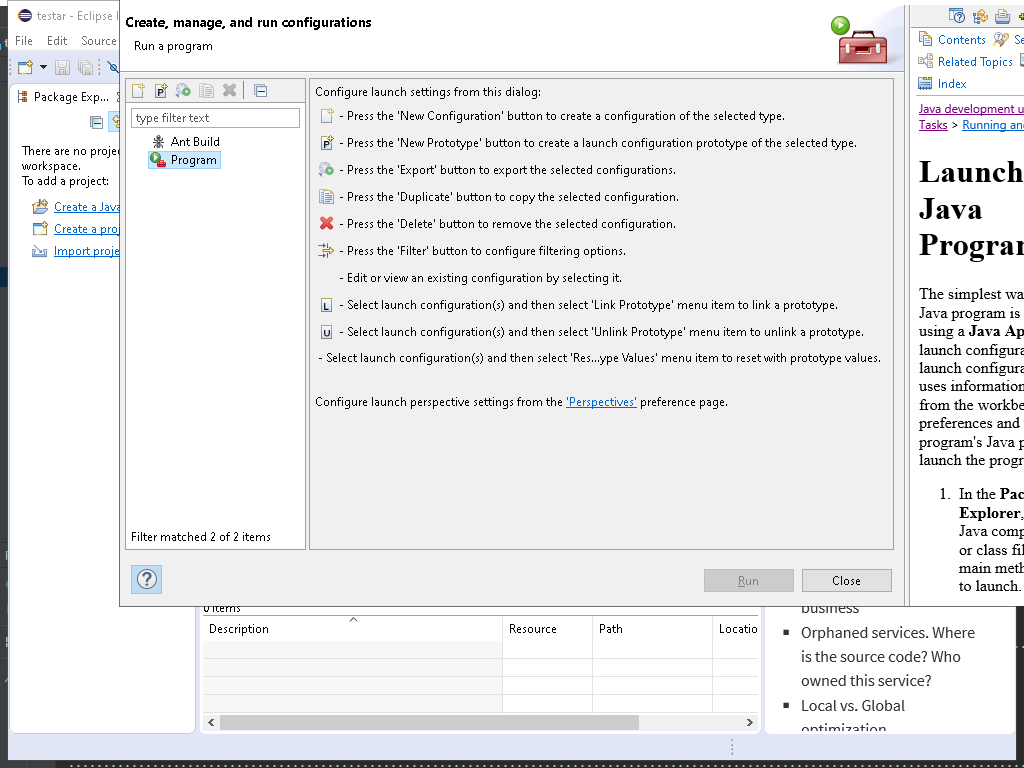 testar - Eclipse I
File Edit Source
Package Exp...
There are no proje
workspace.
To add a project:
Create a Java
Create a proj
Import proje
Create, manage, and run configurations
Run a program
type filter text
Ant Build
Program
Filter matched 2 of 2 items
Configure launch settings from this dialog:
- Press the 'New Configuration' button to create a configuration of the selected type.
- Press the 'New Prototype' button to create a launch configuration prototype of the selected type.
- Press the 'Export' button to export the selected configurations.
- Press the 'Duplicate' button to copy the selected configuration.
- Press the 'Delete' button to remove the selected configuration.
- Press the 'Filter' button to configure filtering options.
- Edit or view an existing configuration by selecting it.
L - Select launch configuration(s) and then select 'Link Prototype' menu item to link a prototype.
U - Select launch configuration(s) and then select 'Unlink Prototype' menu item to unlink a prototype.
- Select launch configuration(s) and then select 'Res...ype Values' menu item to reset with prototype values.
Configure launch perspective settings from the 'Perspectives' preference page.
Run Close
Contents Se
Related Topics
Index
Java development u
Tasks > Running and
Launch
Java
Program
The simplest wa
Java program is
using a Java Ap
launch configura
launch configura
uses information
from the workbe
preferences and
program's Java p
launch the progr
1. In the Pac
Explorer,
Java comp
or class fil
main meth
to launch.
0 items
Description Resource Path Locatio
business
Orphaned services. Where
is the source code? Who
owned this service?
Local vs. Global
optimization